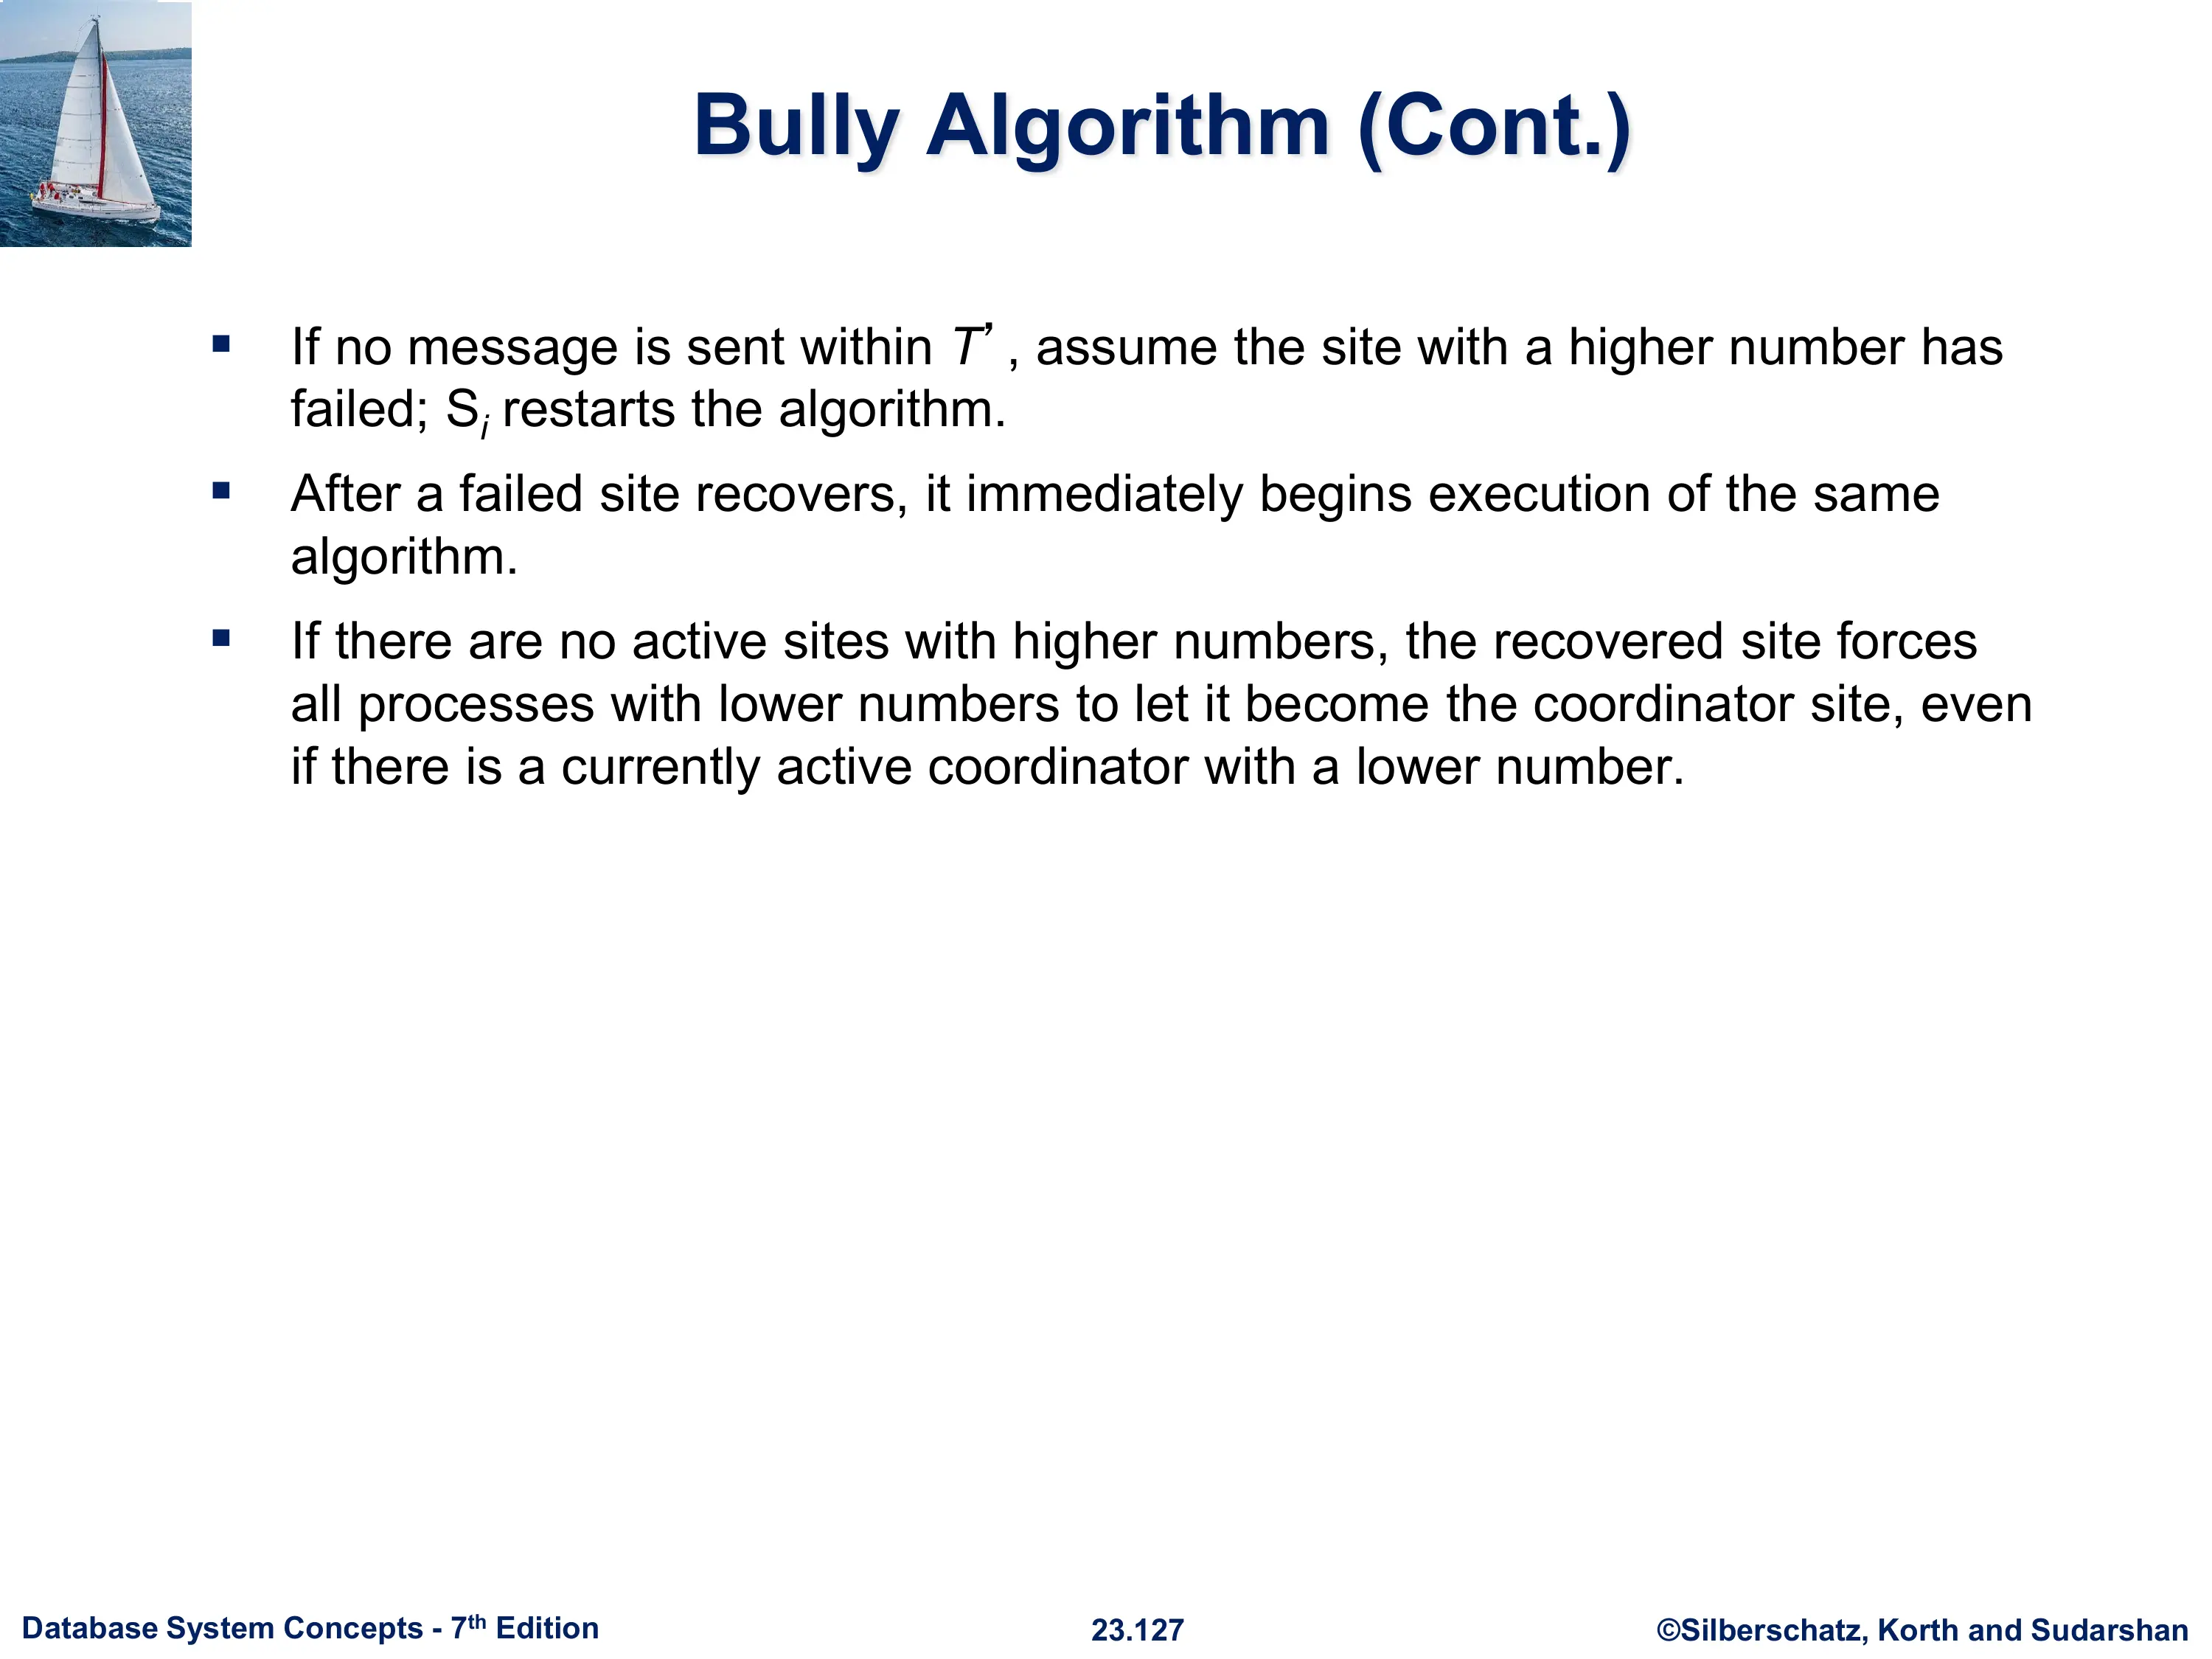 Bully Algorithm (Cont.)
▪ If no message is sent within T’ , assume the site with a higher number has
failed; Si restarts the algorithm.
▪ After a failed site recovers, it immediately begins execution of the same
algorithm.
▪ If there are no active sites with higher numbers, the recovered site forces
all processes with lower numbers to let it become the coordinator site, even
if there is a currently active coordinator with a lower number.
Database System Concepts - 7th Edition
23.127
©Silberschatz, Korth and Sudarshan